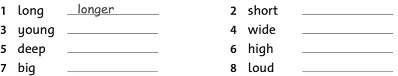 1 long longer 2 short
3 young 4 wide
5 deep 6 high
7 big 8 loud